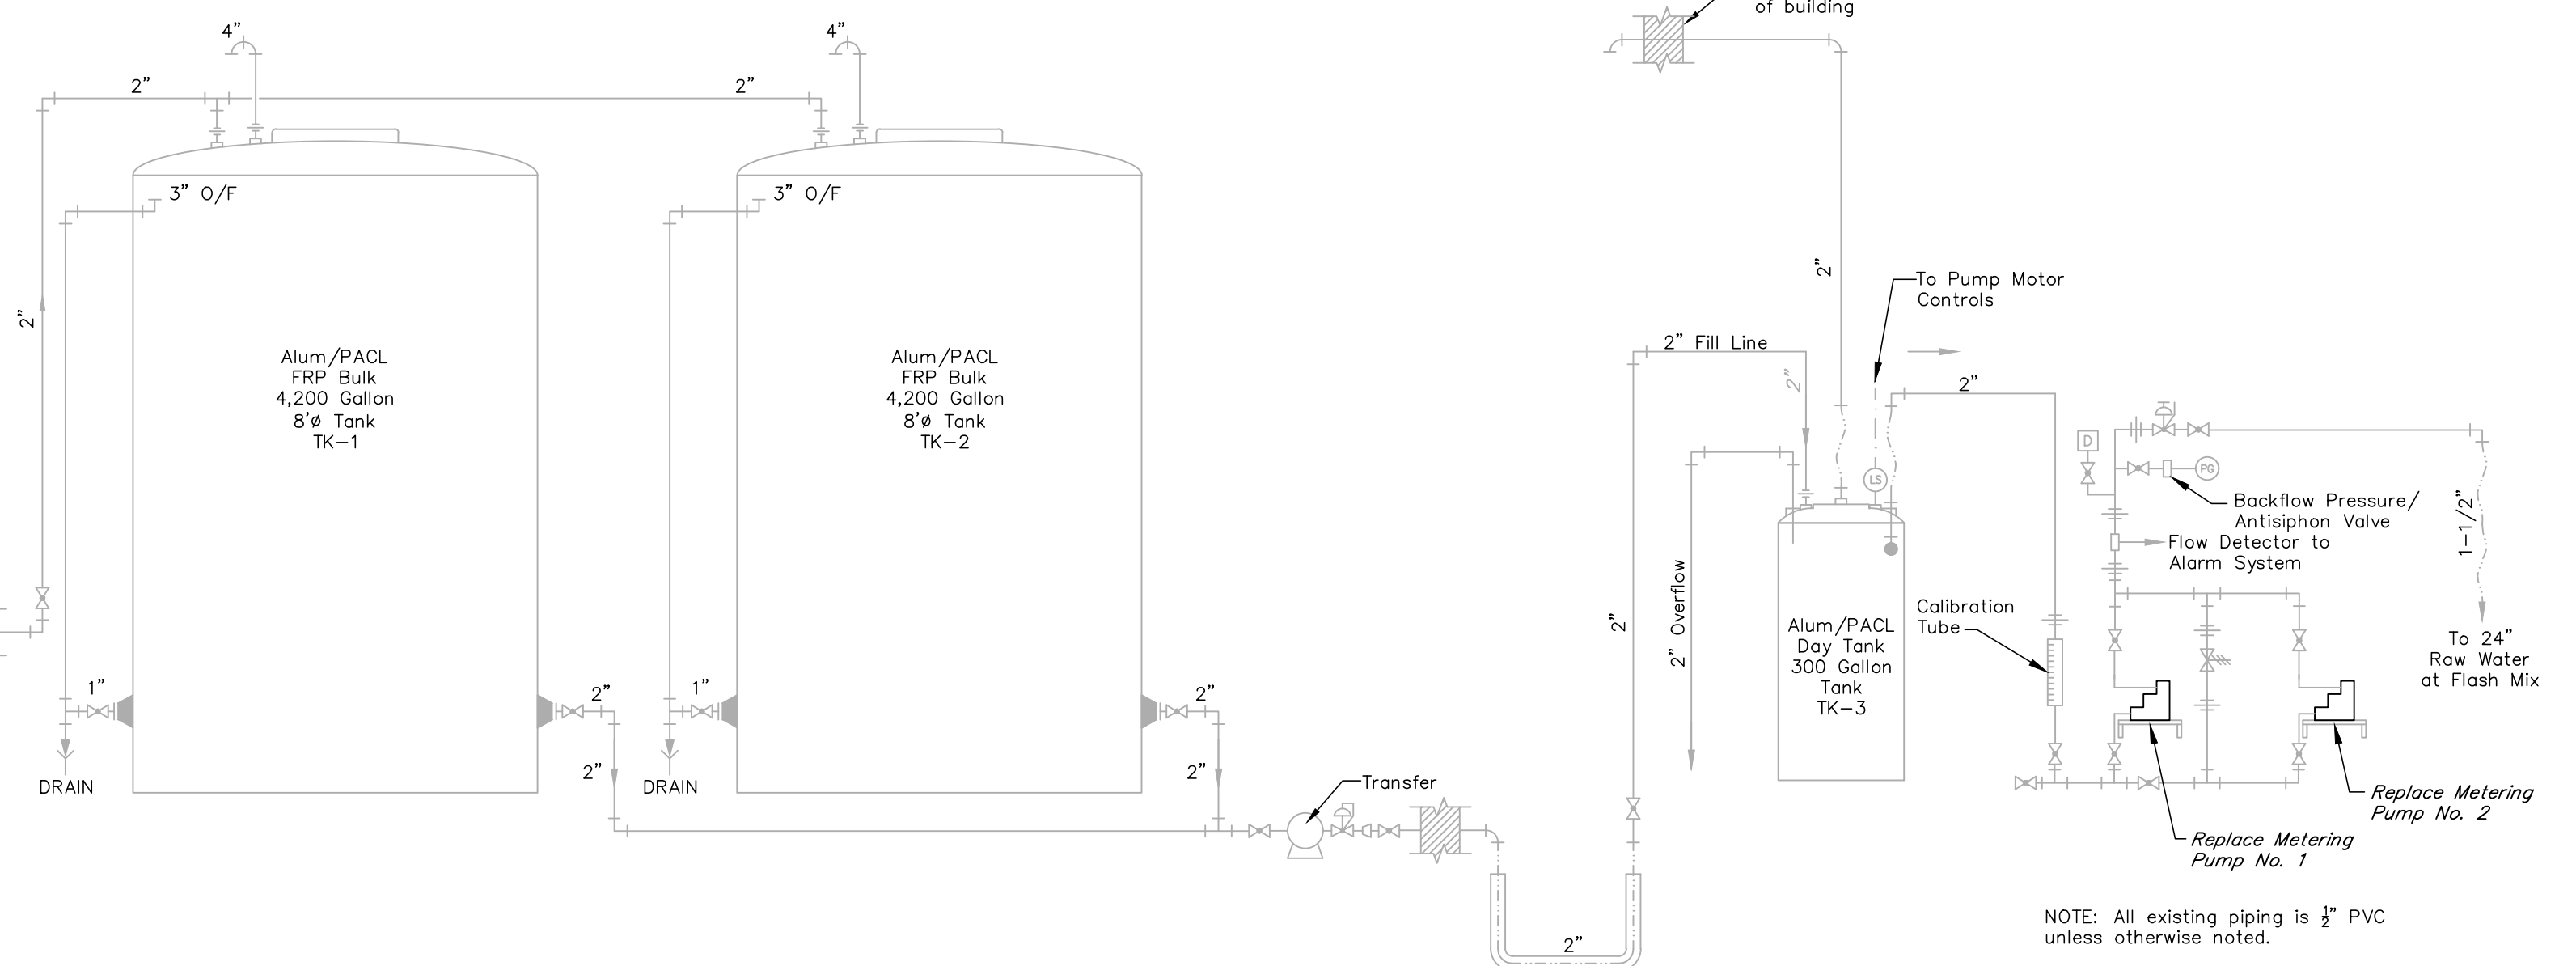 of building
4"
4"
2"
2"
3" O/F
3" O/F
2"
2"
To Pump Motor
Controls
2" Fill Line
2"
2"
Alum/PACL
FRP Bulk
4,200 Gallon
8'ø Tank
TK-1
Alum/PACL
FRP Bulk
4,200 Gallon
8'ø Tank
TK-2
D
PG
LS
Backflow Pressure/
Antisiphon Valve
Flow Detector to
Alarm System
1-1/2"
2" Overflow
2"
Calibration
Tube
Alum/PACL
Day Tank
300 Gallon
Tank
TK-3
To 24"
Raw Water
at Flash Mix
1"
2"
1"
2"
2"
2"
DRAIN
DRAIN
Transfer
Replace Metering
Pump No. 2
Replace Metering
Pump No. 1
2"
NOTE: All existing piping is ½" PVC
unless otherwise noted.